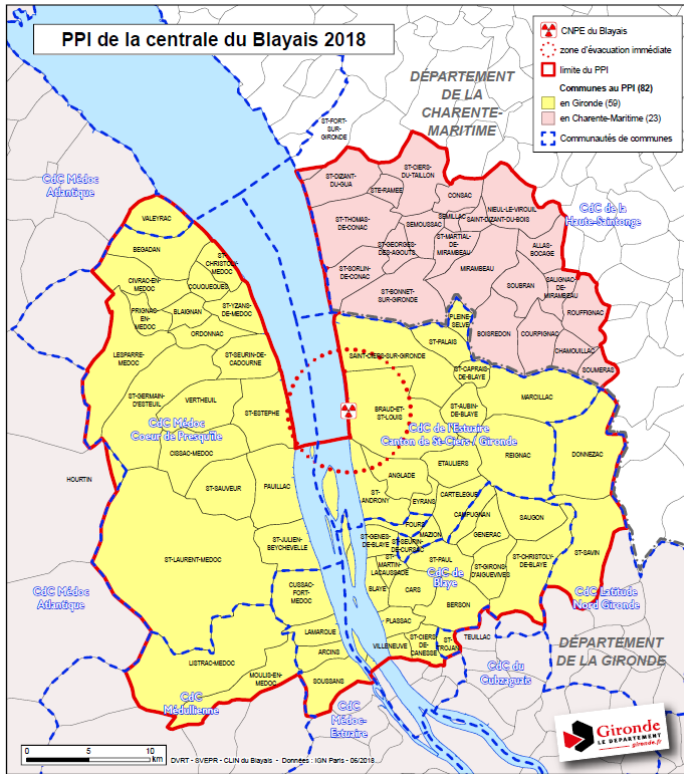 PPI de la centrale du Blayais 2018
CNPE du Blayais
zone d'évacuation immédiate
limite du PPI
Communes au PPI (82)
en Gironde (59)
en Charente-Maritime (23)
Communautés de communes
DÉPARTEMENT
DE LA
CHARENTE-
MARITIME
ST-FORT-
SUR-
GIRONDE
CdC Médoc
Atlantique
ST-DIZANT-
DU-GUA
ST-CIERS-
DU-TAILLON
STE-RAMEE
CONSAC
NIEUL-LE-VIROUIL
ST-THOMAS-
DE-CONAC
SEMILLAC
SEMOUSSAC
SAINT-DIZANT-DU-BOIS
CdC de la
Haute-Saintonge
VALEYRAC
ST-GEORGES-
DES-AGOUTS
ST-MARTIAL-
DE-
MIRAMBEAU
ALLAS-
BOCAGE
BEGADAN
ST-
CHRISTOLY-
MEDOC
ST-SORLIN-
DE-CONAC
MIRAMBEAU
CIVRAC-EN-
MEDOC
COUQUEQUES
ST-BONNET-
SUR-GIRONDE
SOUBRAN
SALIGNAC-
DE-
MIRAMBEAU
PRIGNAC-
EN-
MEDOC
BLAIGNAN
ST-YZANS-
DE-MEDOC
ROUFFIGNAC
ORDONNAC
PLEINE-
SELVE
BOISREDON
COURPIGNAC
CHAMOUILLAC
SOUMERAS
LESPARRE-
MEDOC
ST-SEURIN-DE-
CADOURNE
SAINT-CIERS-SUR-GIRONDE
ST-PALAIS
ST-CAPRAIS-
DE-BLAYE
ST-GERMAIN-
D'ESTEUIL
VERTHEUIL
ST-ESTEPHE
BRAUD-ET-
ST-LOUIS
ST-AUBIN-
DE-BLAYE
MARCILLAC
CdC Médoc
Coeur de Presqu'île
CdC de l'Estuaire
Canton de St-Ciers / Gironde
CISSAC-MEDOC
ETAULIERS
REIGNAC
DONNEZAC
HOURTIN
ST-SAUVEUR
PAUILLAC
ANGLADE
ST-
ANDRONY
EYRANS
CARTELEGUE
CAMPUGNAN
SAUGON
FOURS
MAZION
GENERAC
ST-LAURENT-MEDOC
ST-JULIEN-
BEYCHEVELLE
ST-GENES-
DE-BLAYE
ST-SEURIN-
DE-CURSAC
ST-PAUL
ST-CHRISTOLY-
DE-BLAYE
ST-SAVIN
CdC Médoc
Atlantique
CUSSAC-
FORT-
MEDOC
ST-
MARTIN-
LACAUSSADE
CdC de
Blaye
ST-GIRONS-
D'AIGUEVIVES
BLAYE
CARS
BERSON
CdC Latitude
Nord Gironde
PLASSAC
LAMARQUE
ARCINS
VILLENEUVE
ST-CIERS
DE-
CANESSE
ST-
TROJAN
TEUILLAC
DÉPARTEMENT
DE LA GIRONDE
LISTRAC-MEDOC
MOULIS-EN-
MEDOC
SOUSSANS
CdC du
Cubzaguais
CdC
Médulienne
CdC
Médoc-
Estuaire
0 5 10
km
DVRT - SVEPR - CLIN du Blayais - Données : IGN Paris - 06/2018
Gironde
LE DEPARTEMENT
gironde.fr